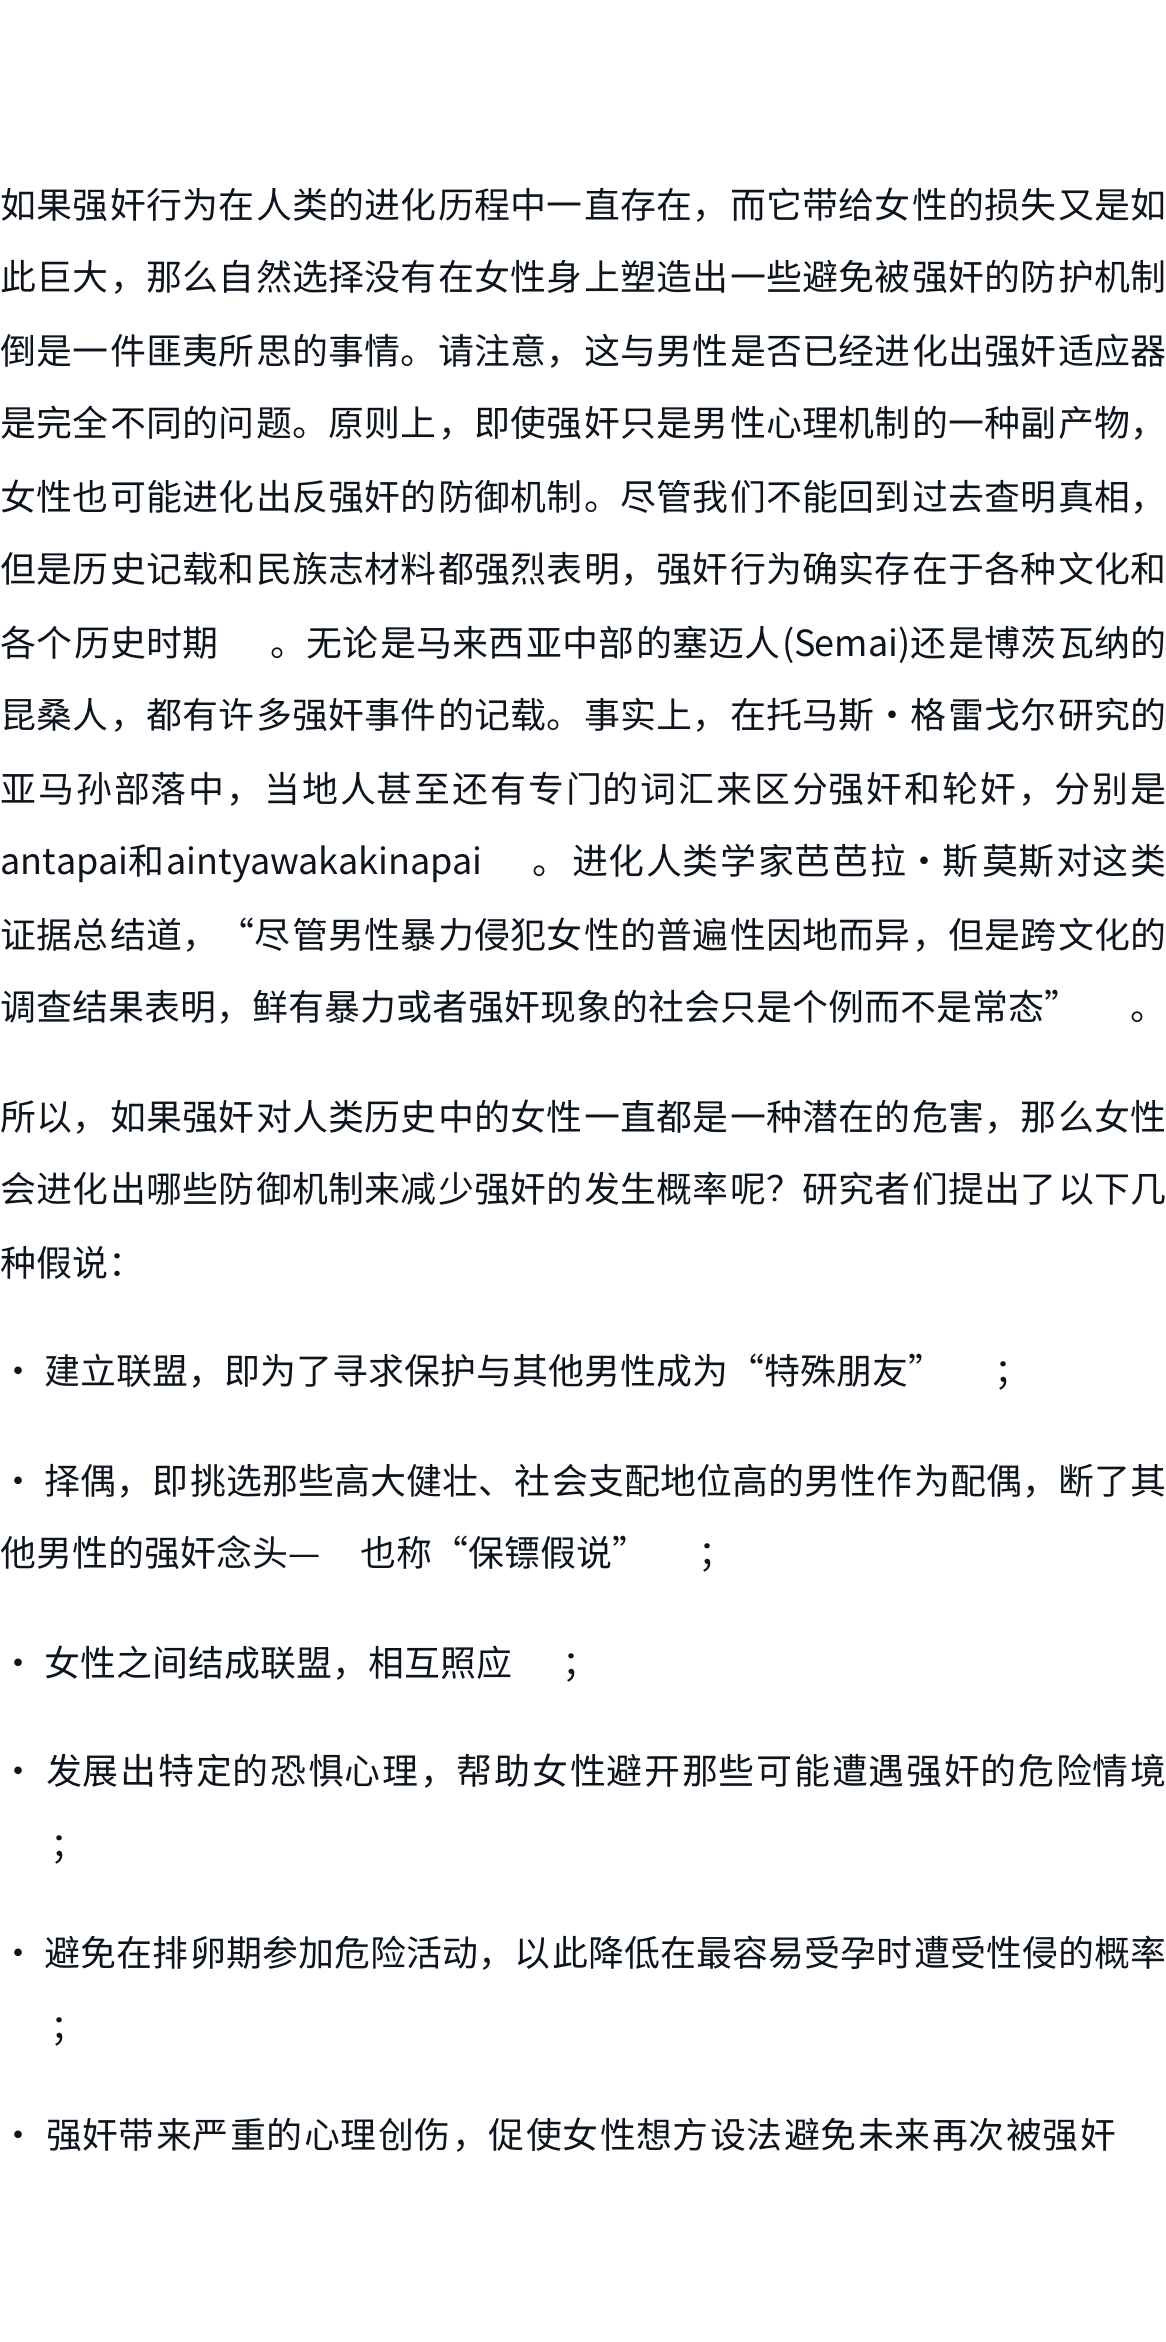 如果强奸行为在人类的进化历程中一直存在，而它带给女性的损失又是如
此巨大，那么自然选择没有在女性身上塑造出一些避免被强奸的防护机制
倒是一件匪夷所思的事情。请注意，这与男性是否已经进化出强奸适应器
是完全不同的问题。原则上，即使强奸只是男性心理机制的一种副产物，
女性也可能进化出反强奸的防御机制。尽管我们不能回到过去查明真相，
但是历史记载和民族志材料都强烈表明，强奸行为确实存在于各种文化和
各个历史时期 。无论是马来西亚中部的塞迈人(Semai)还是博茨瓦纳的
昆桑人，都有许多强奸事件的记载。事实上，在托马斯·格雷戈尔研究的
亚马孙部落中，当地人甚至还有专门的词汇来区分强奸和轮奸，分别是
antapai和aintyawakakinapai 。进化人类学家芭芭拉·斯莫斯对这类
证据总结道，“尽管男性暴力侵犯女性的普遍性因地而异，但是跨文化的
调查结果表明，鲜有暴力或者强奸现象的社会只是个例而不是常态” 。
所以，如果强奸对人类历史中的女性一直都是一种潜在的危害，那么女性
会进化出哪些防御机制来减少强奸的发生概率呢？研究者们提出了以下几
种假说：
· 建立联盟，即为了寻求保护与其他男性成为“特殊朋友” ；
· 择偶，即挑选那些高大健壮、社会支配地位高的男性作为配偶，断了其
他男性的强奸念头— 也称“保镖假说” ；
· 女性之间结成联盟，相互照应 ；
· 发展出特定的恐惧心理，帮助女性避开那些可能遭遇强奸的危险情境
；
· 避免在排卵期参加危险活动，以此降低在最容易受孕时遭受性侵的概率
；
· 强奸带来严重的心理创伤，促使女性想方设法避免未来再次被强奸